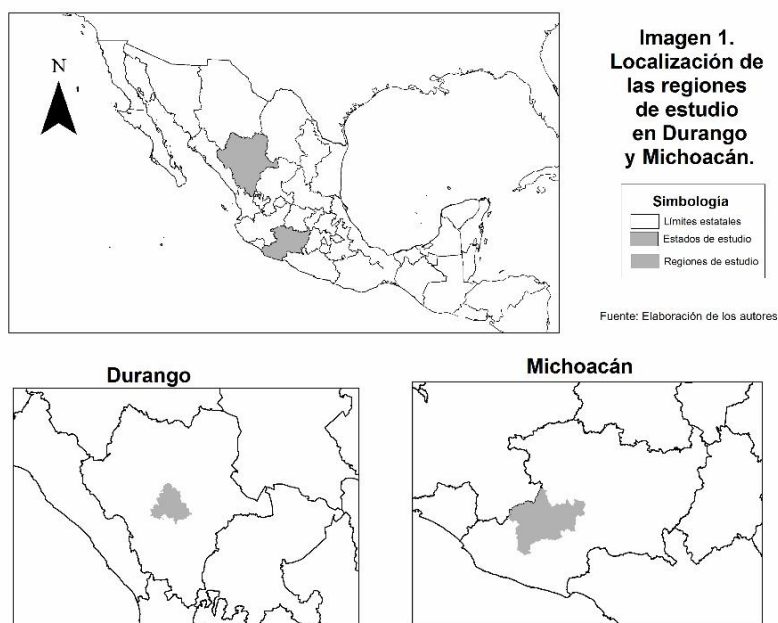 Imagen 1.
Localización de
las regiones
de estudio
en Durango
y Michoacán.
N
Simbología
Límites estatales
Estados de estudio
Regiones de estudio
Fuente: Elaboración de los autores
Durango
Michoacán